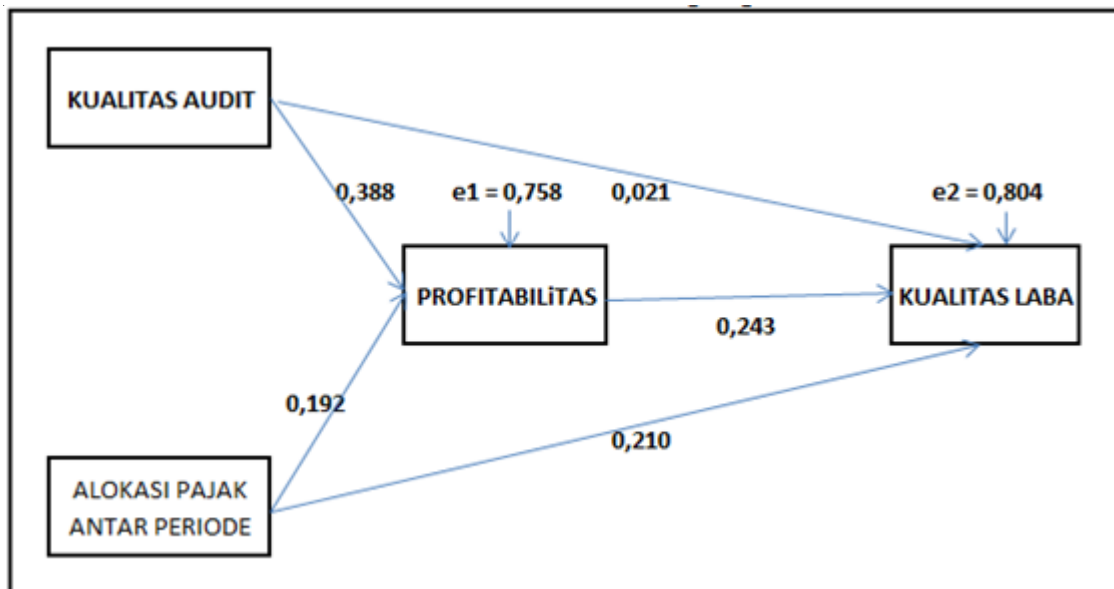 KUALITAS AUDIT
0,388
e1 = 0,758
0,021
e2 = 0,804
PROFITABILiTAS
KUALITAS LABA
0,243
0,192
0,210
ALOKASI PAJAK
ANTAR PERIODE